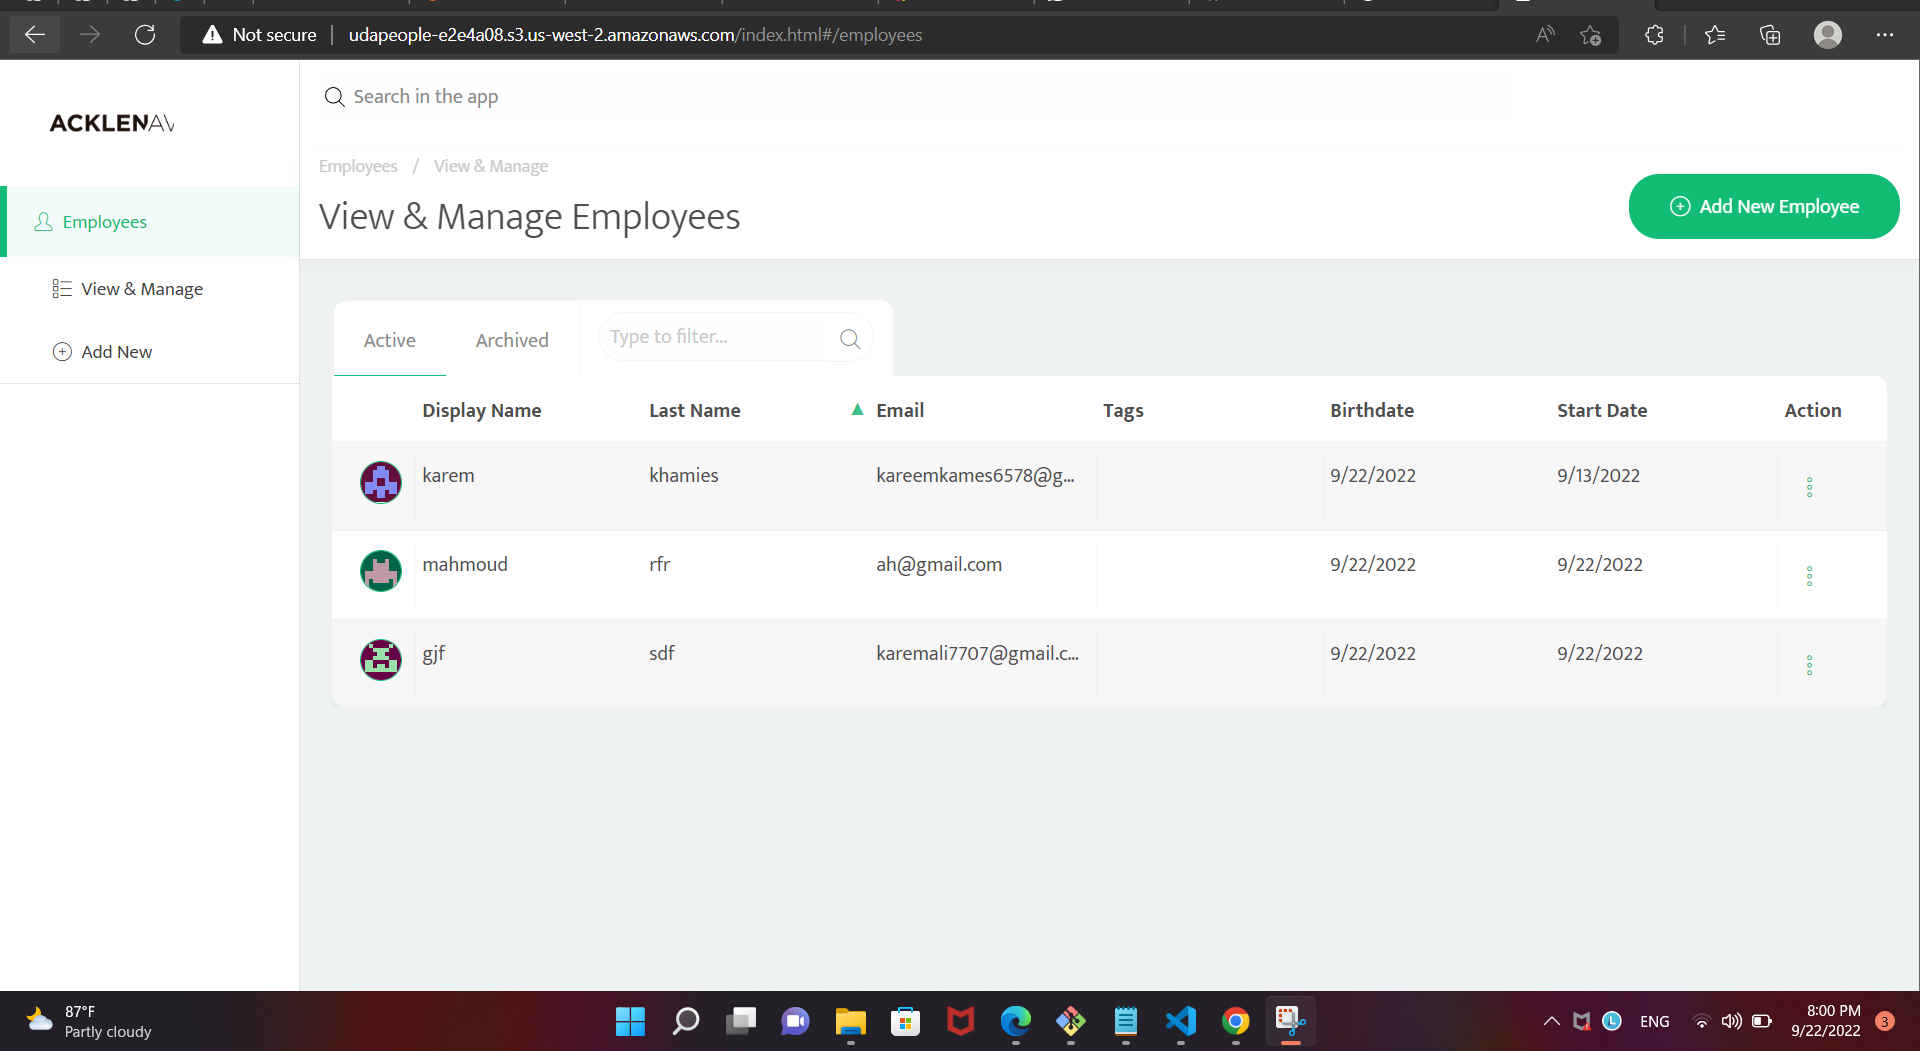 Not secure
udapeople-e2e4a08.s3.us-west-2.amazonaws.com/index.html#/employees
Search in the app
ACKLENAV
Employees / View & Manage
View & Manage Employees
Add New Employee
Employees
View & Manage
Add New
Active
Archived
Type to filter...
Display Name Last Name Email Tags Birthdate Start Date Action
karem khamies kareemkames6578@g... 9/22/2022 9/13/2022
mahmoud rfr ah@gmail.com 9/22/2022 9/22/2022
gjf sdf karemali7707@gmail.c... 9/22/2022 9/22/2022
87°F
Partly cloudy
ENG
8:00 PM
9/22/2022
3